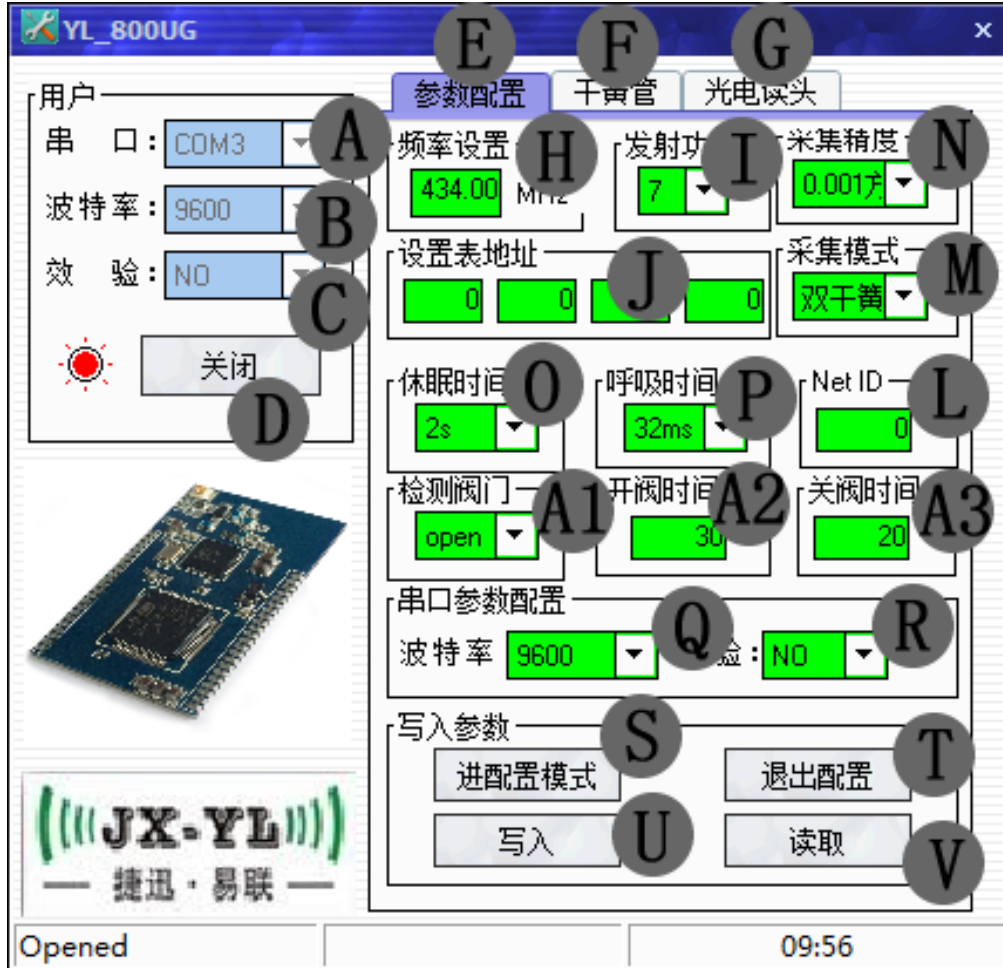 YL_800UG
用户
串 口: COM3 A
波特率: 9600 B
效 验: NO C
关闭
D
E F G
参数配置 干簧管 光电读头
频率设置 H
434.00 MHz
发射功 I
7
采集精度 N
0.001方
设置表地址 J
0 0 0
采集模式 M
双干簧
休眠时间 O
2s
呼吸时间 P
32ms
Net ID L
0
检测阀门 A1
open
开阀时间 A2
30
关阀时间 A3
20
串口参数配置
波特率 9600 Q 验: NO R
写入参数
进配置模式 S 退出配置 T
写入 U 读取 V
JX-YL
捷迅·易联
Opened 09:56